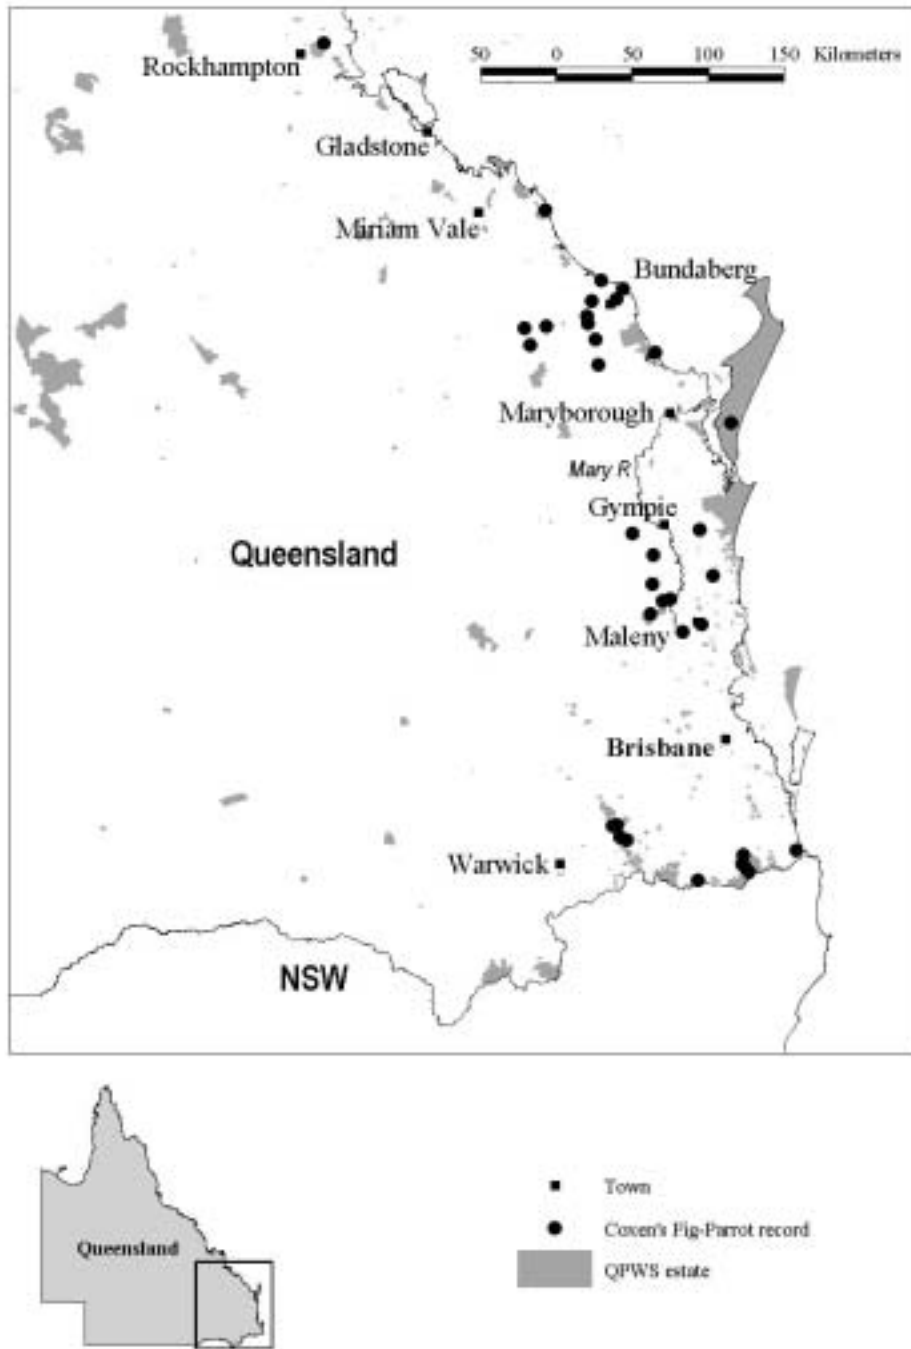 50 0 50 100 150 Kilometers
Rockhampton
Gladstone
Miriam Vale
Bundaberg
Maryborough
Mary R
Gympie
Queensland
Maleny
Brisbane
Warwick
NSW
Queensland
Town
Coxen's Fig-Parrot record
QPWS estate